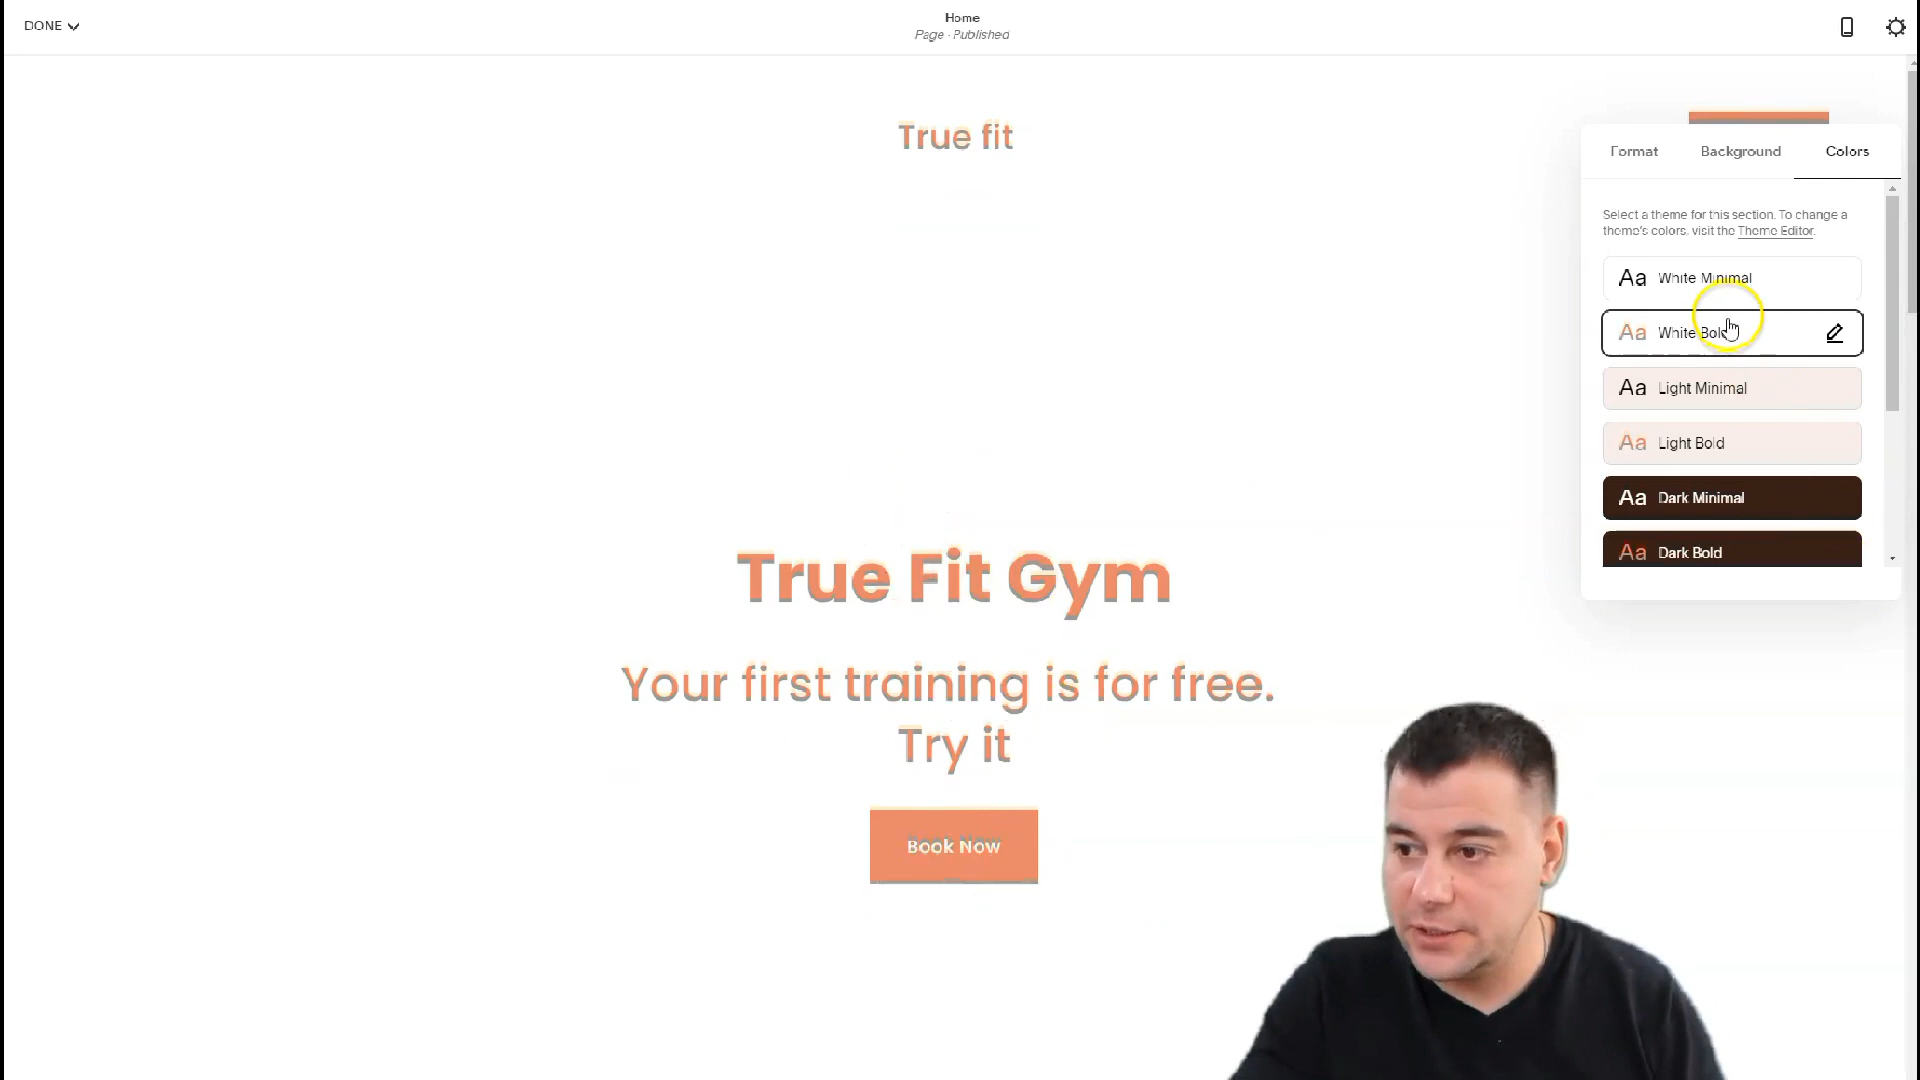 DONE
Home
Page · Published
True fit
Format Background Colors
Select a theme for this section. To change a
theme's colors, visit the Theme Editor.
Aa White Minimal
Aa White Bold
Aa Light Minimal
Aa Light Bold
Aa Dark Minimal
Aa Dark Bold
True Fit Gym
Your first training is for free.
Try it
Book Now